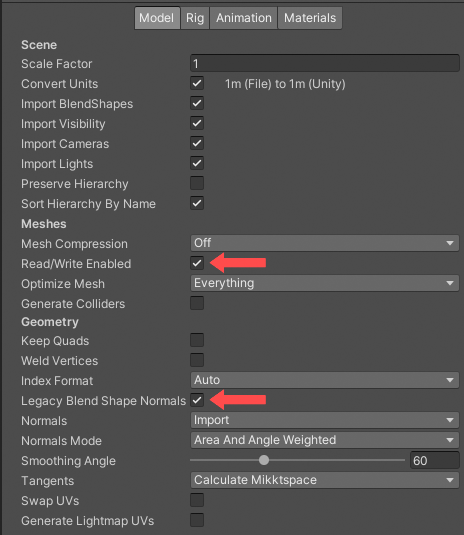 Model Rig Animation Materials
Scene
Scale Factor 1
Convert Units 1m (File) to 1m (Unity)
Import BlendShapes
Import Visibility
Import Cameras
Import Lights
Preserve Hierarchy
Sort Hierarchy By Name
Meshes
Mesh Compression Off
Read/Write Enabled
Optimize Mesh Everything
Generate Colliders
Geometry
Keep Quads
Weld Vertices
Index Format Auto
Legacy Blend Shape Normals
Normals Import
Normals Mode Area And Angle Weighted
Smoothing Angle 60
Tangents Calculate Mikktspace
Swap UVs
Generate Lightmap UVs